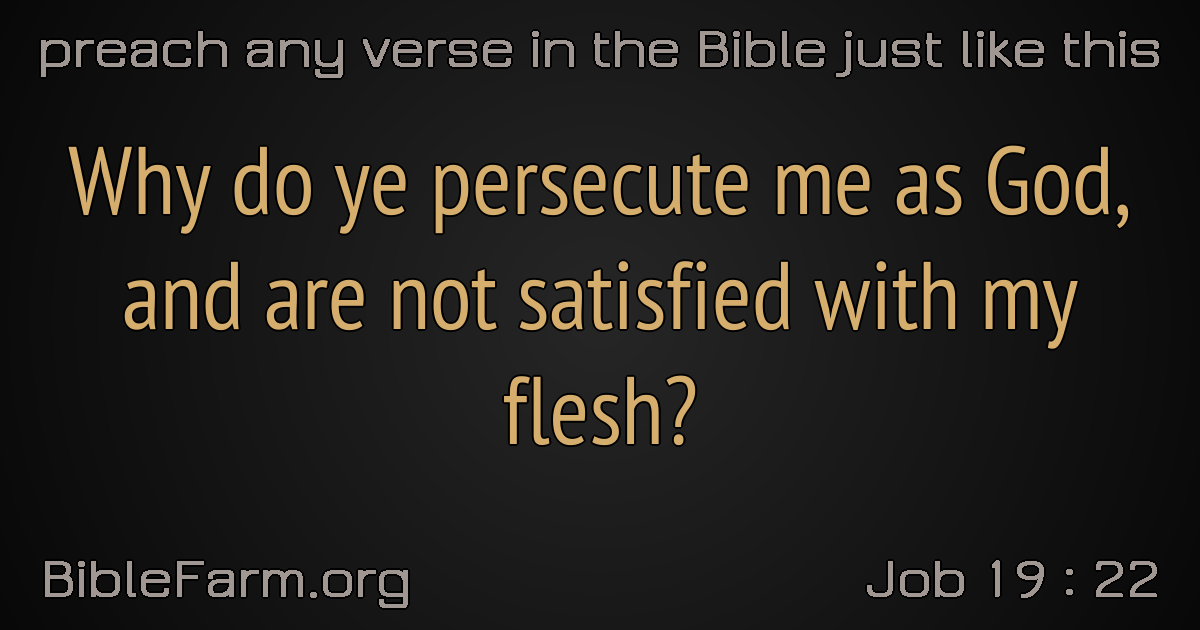 preach any verse in the Bible just like this
Why do ye persecute me as God,
and are not satisfied with my
flesh?
BibleFarm.org
Job 19 : 22